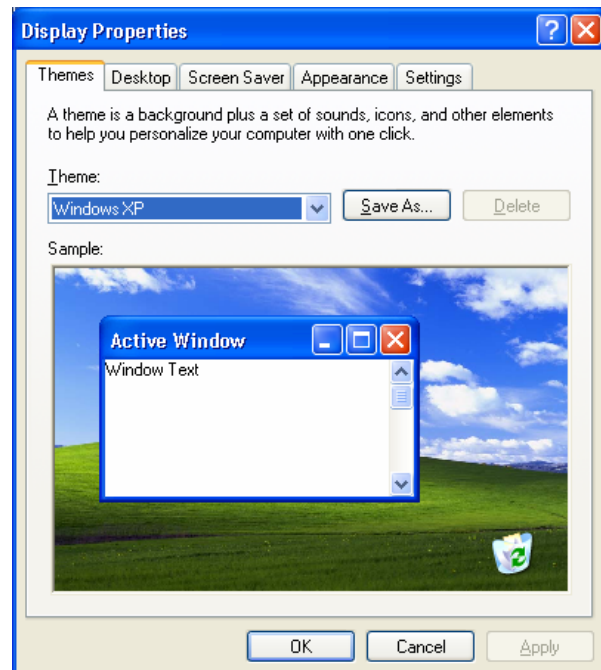 Display Properties
Themes Desktop Screen Saver Appearance Settings
A theme is a background plus a set of sounds, icons, and other elements
to help you personalize your computer with one click.
Theme:
Windows XP Save As... Delete
Sample:
Active Window
Window Text
OK Cancel Apply